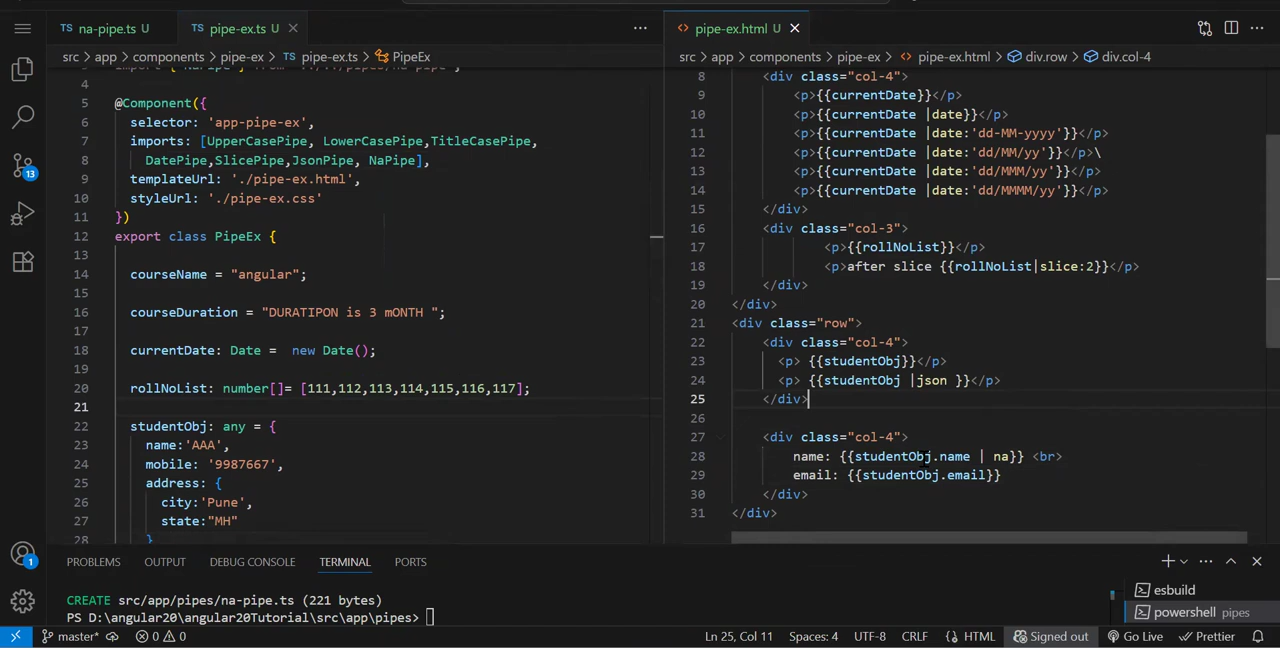 TS na-pipe.ts U
TS pipe-ex.ts U
src > app > components > pipe-ex > TS pipe-ex.ts > PipeEx
4
5 @Component({
6 selector: 'app-pipe-ex',
7 imports: [UpperCasePipe, LowerCasePipe,TitleCasePipe,
8 DatePipe,SlicePipe,JsonPipe, NaPipe],
9 templateUrl: './pipe-ex.html',
10 styleUrl: './pipe-ex.css'
11 })
12 export class PipeEx {
13
14 courseName = "angular";
15
16 courseDuration = "DURATIPON is 3 mONTH ";
17
18 currentDate: Date = new Date();
19
20 rollNoList: number[]= [111,112,113,114,115,116,117];
21
22 studentObj: any = {
23 name:'AAA',
24 mobile: '9987667',
25 address: {
26 city:'Pune',
27 state:"MH"
28 }
<> pipe-ex.html U
src > app > components > pipe-ex > <> pipe-ex.html > div.row > div.col-4
8 <div class="col-4">
9 <p>{{currentDate}}</p>
10 <p>{{currentDate |date}}</p>
11 <p>{{currentDate |date:'dd-MM-yyyy'}}</p>
12 <p>{{currentDate |date:'dd/MM/yy'}}</p>\
13 <p>{{currentDate |date:'dd/MMM/yy'}}</p>
14 <p>{{currentDate |date:'dd/MMMM/yy'}}</p>
15 </div>
16 <div class="col-3">
17 <p>{{rollNoList}}</p>
18 <p>after slice {{rollNoList|slice:2}}</p>
19 </div>
20 </div>
21 <div class="row">
22 <div class="col-4">
23 <p> {{studentObj}}</p>
24 <p> {{studentObj |json }}</p>
25 </div>
26
27 <div class="col-4">
28 name: {{studentObj.name | na}} <br>
29 email: {{studentObj.email}}
30 </div>
31 </div>
13
1
PROBLEMS OUTPUT DEBUG CONSOLE TERMINAL PORTS
CREATE src/app/pipes/na-pipe.ts (221 bytes)
PS D:\angular20\angular20Tutorial\src\app\pipes>
esbuild
powershell pipes
master* 0 0 Ln 25, Col 11 Spaces: 4 UTF-8 CRLF {} HTML Signed out Go Live Prettier